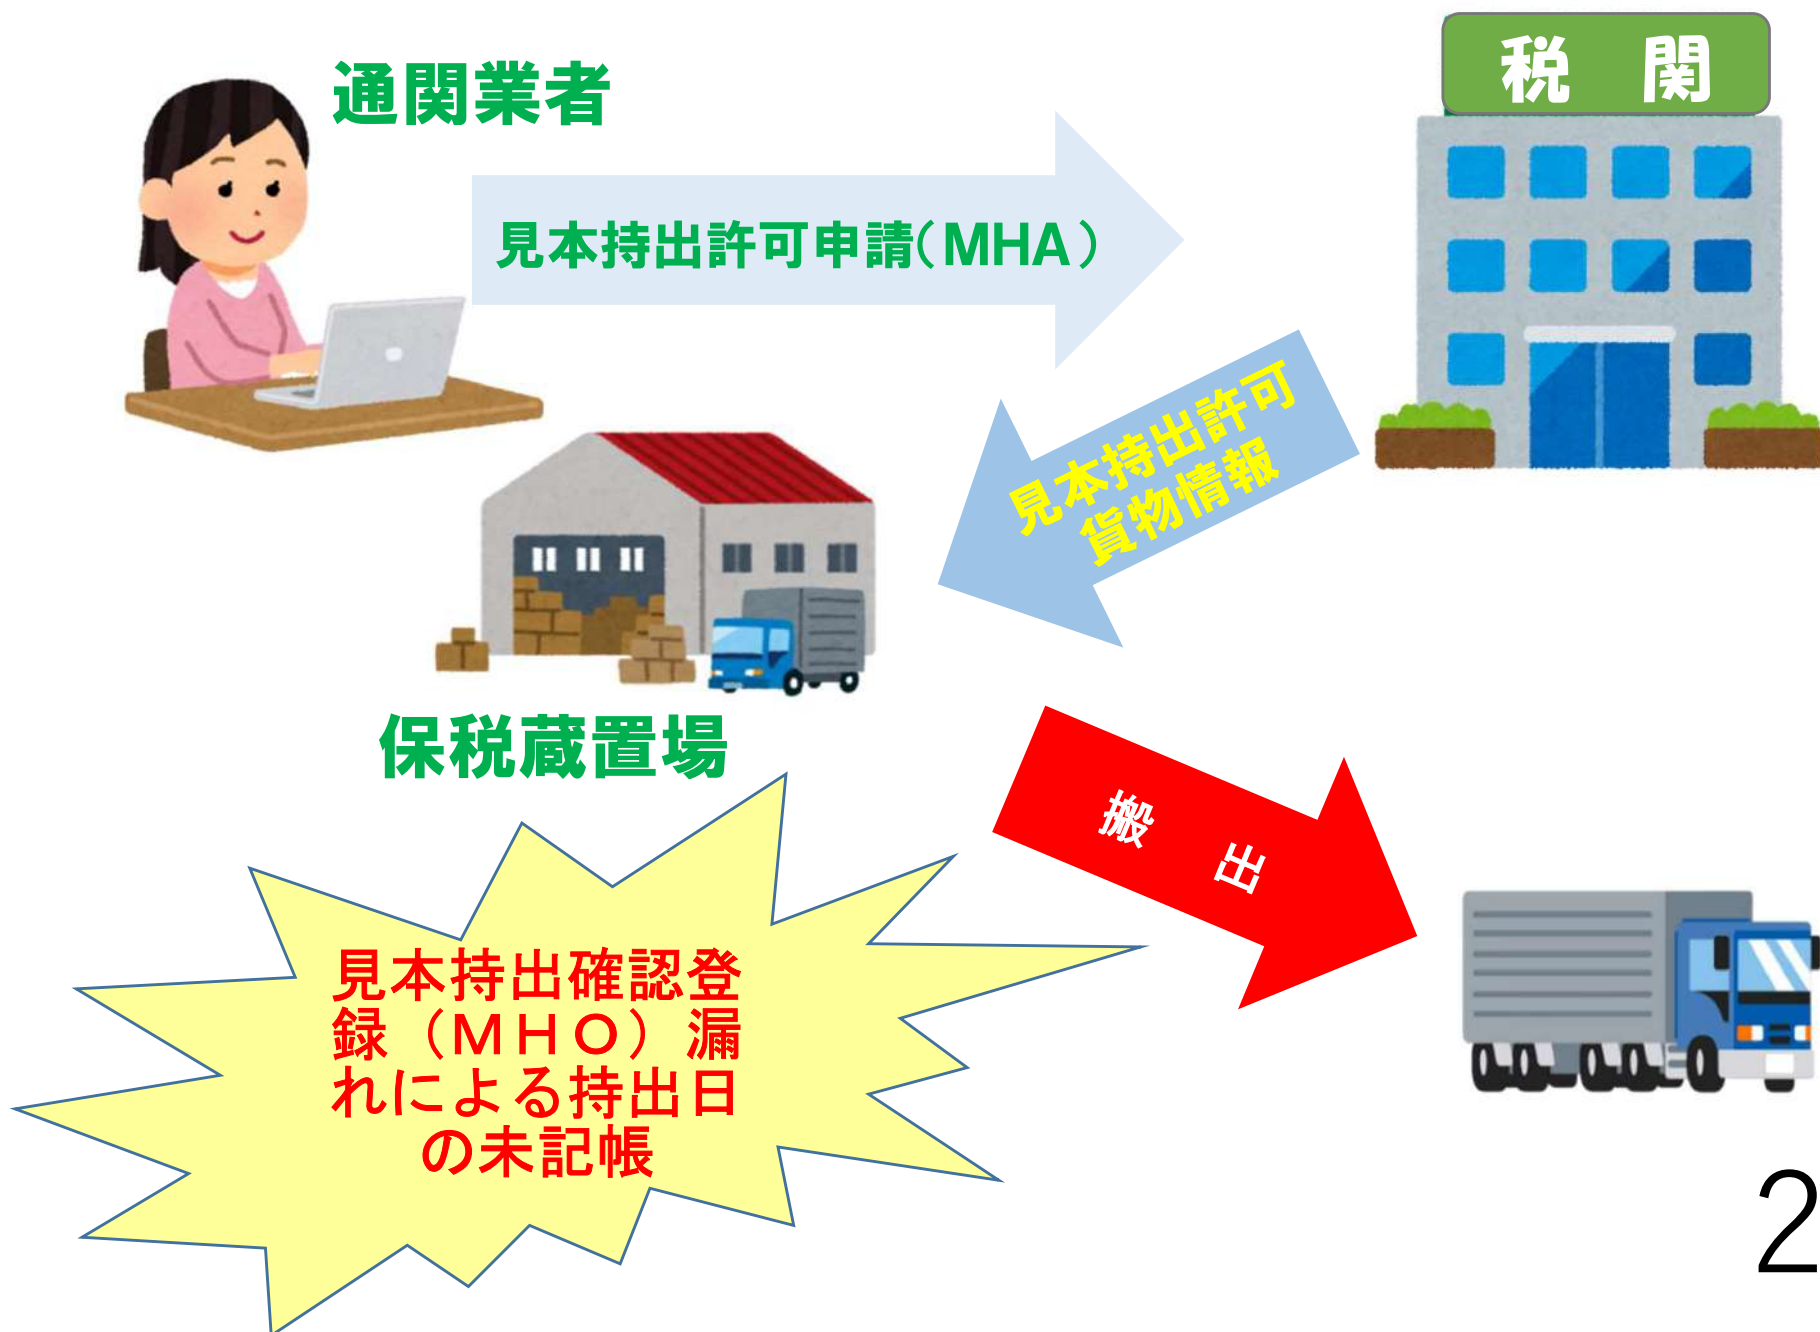 通関業者
税　関
見本持出許可申請（MHA）
見本持出許可
貨物情報
保税蔵置場
搬　出
見本持出確認登
録（ＭＨＯ）漏
れによる持出日
の未記帳
2